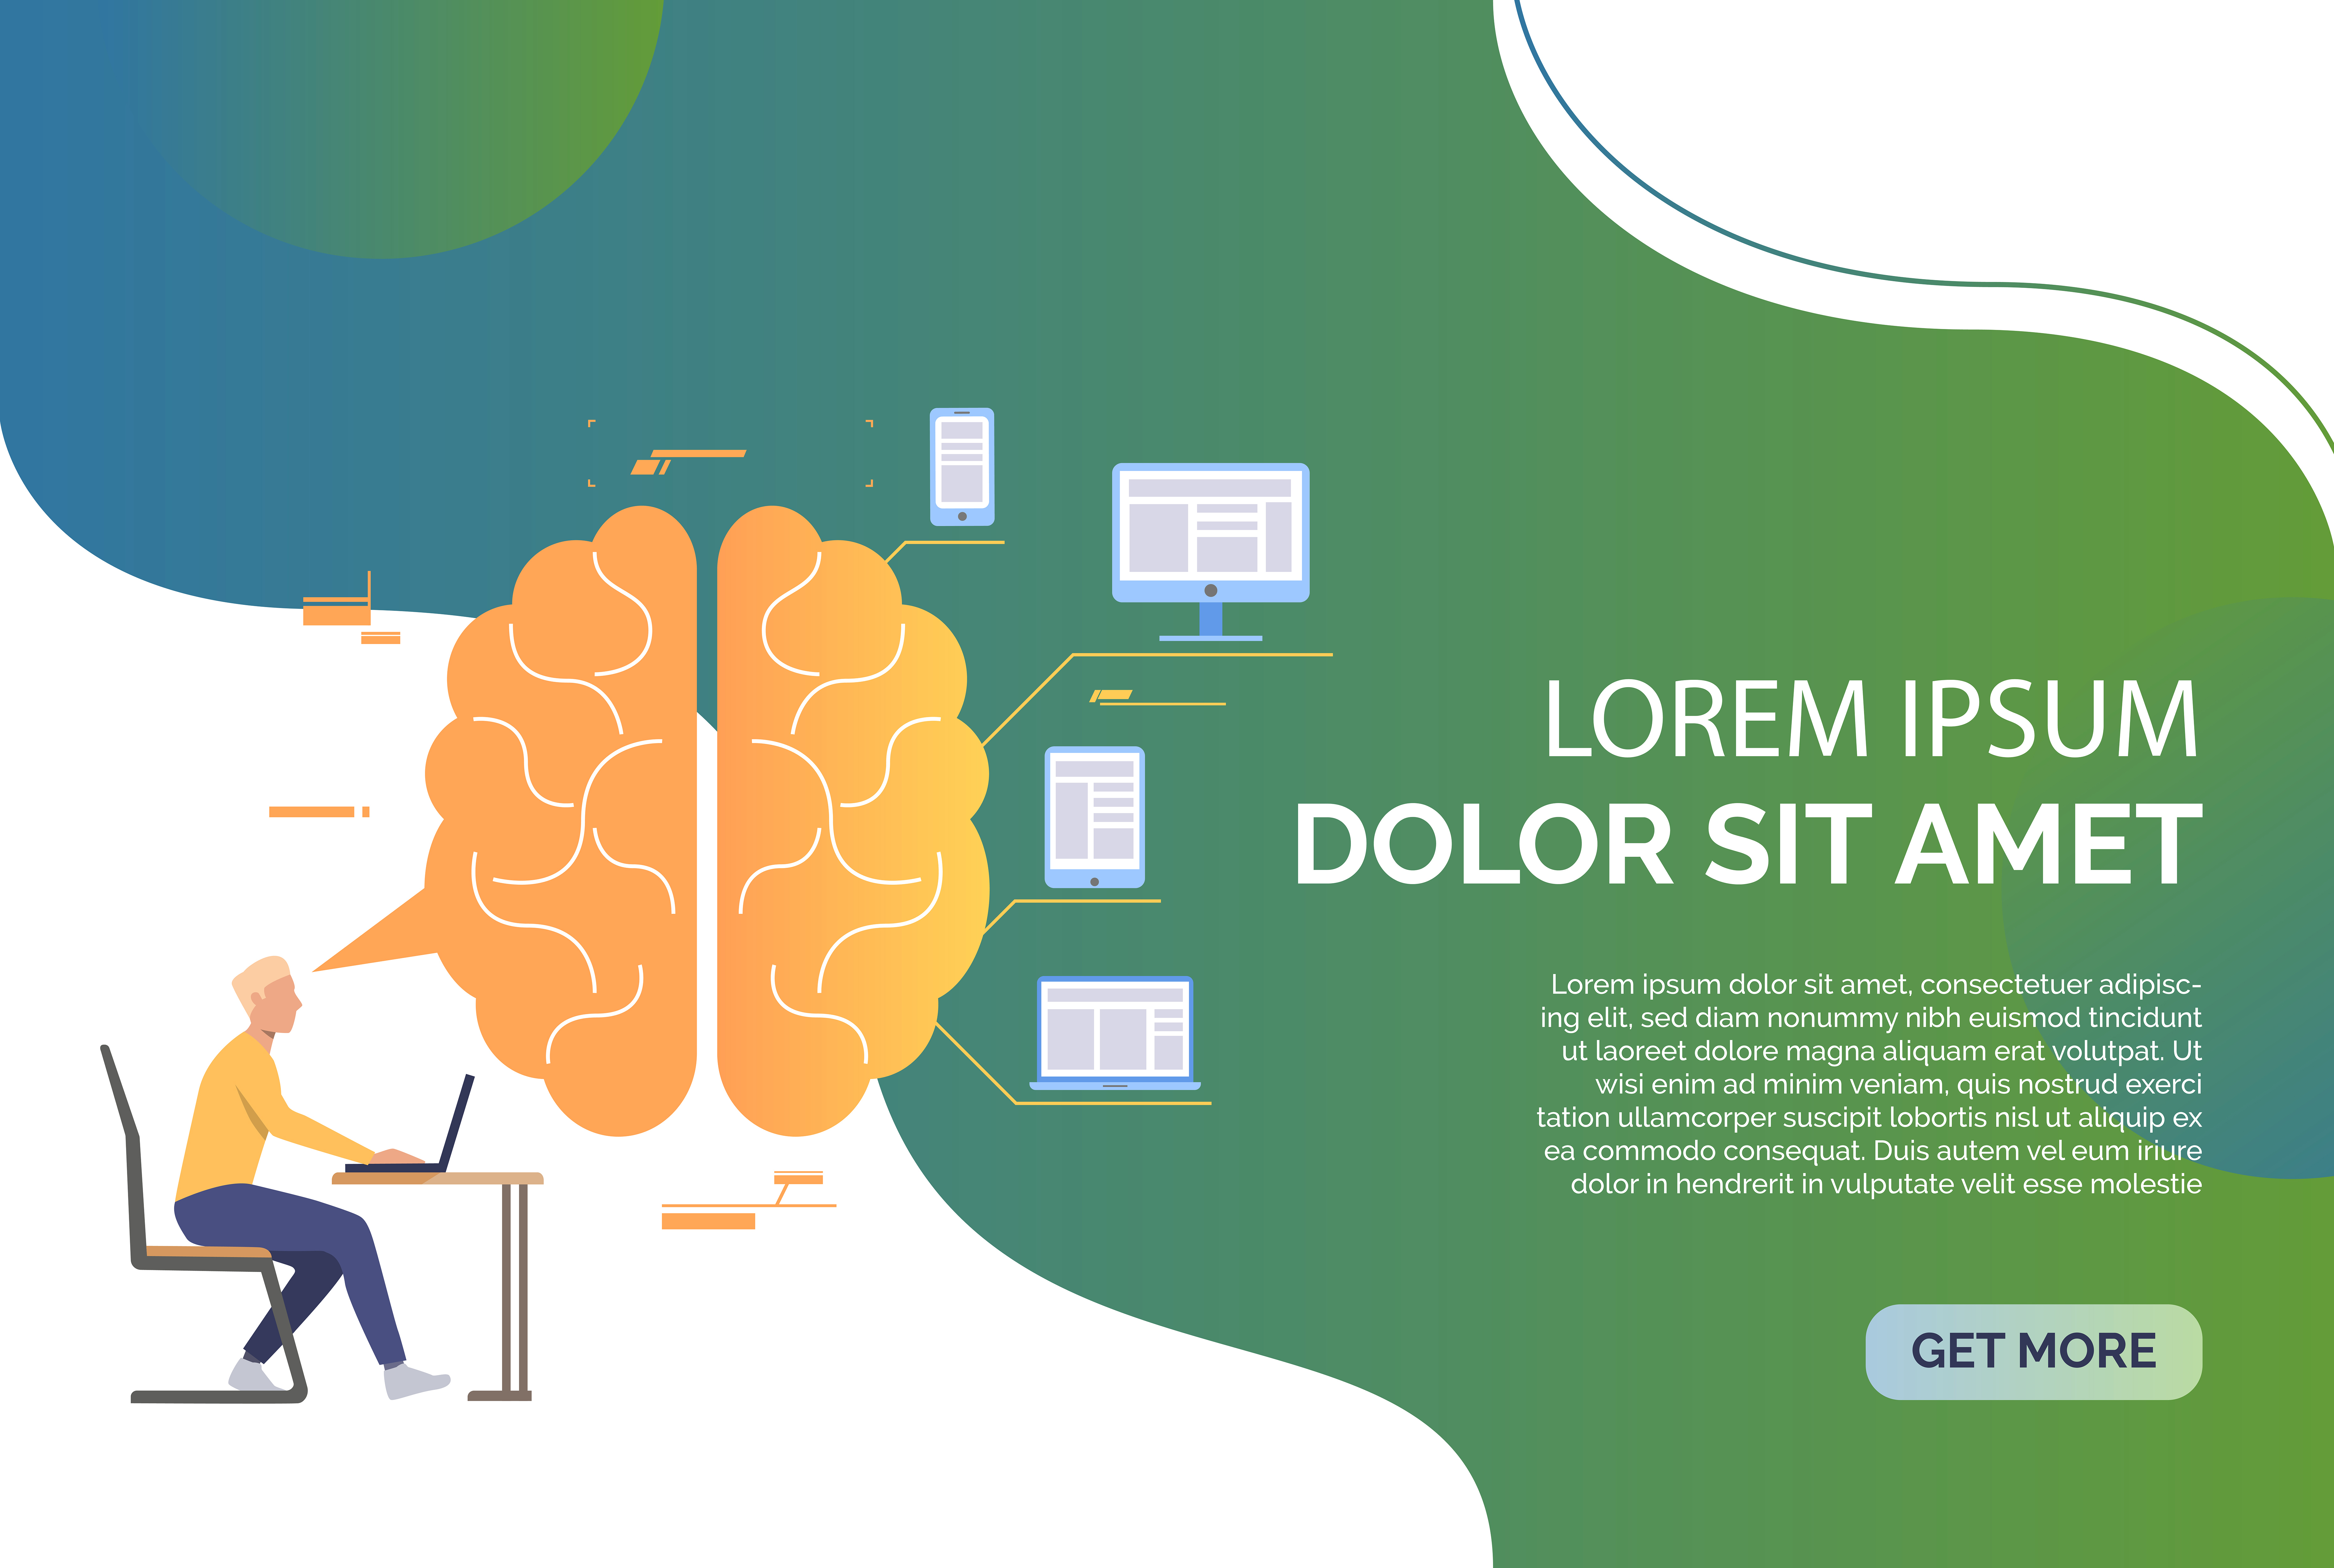 LOREM IPSUM
DOLOR SIT AMET
Lorem ipsum dolor sit amet, consectetuer adipisc-
ing elit, sed diam nonummy nibh euismod tincidunt
ut laoreet dolore magna aliquam erat volutpat. Ut
wisi enim ad minim veniam, quis nostrud exerci
tation ullamcorper suscipit lobortis nisl ut aliquip ex
ea commodo consequat. Duis autem vel eum iriure
dolor in hendrerit in vulputate velit esse molestie
GET MORE